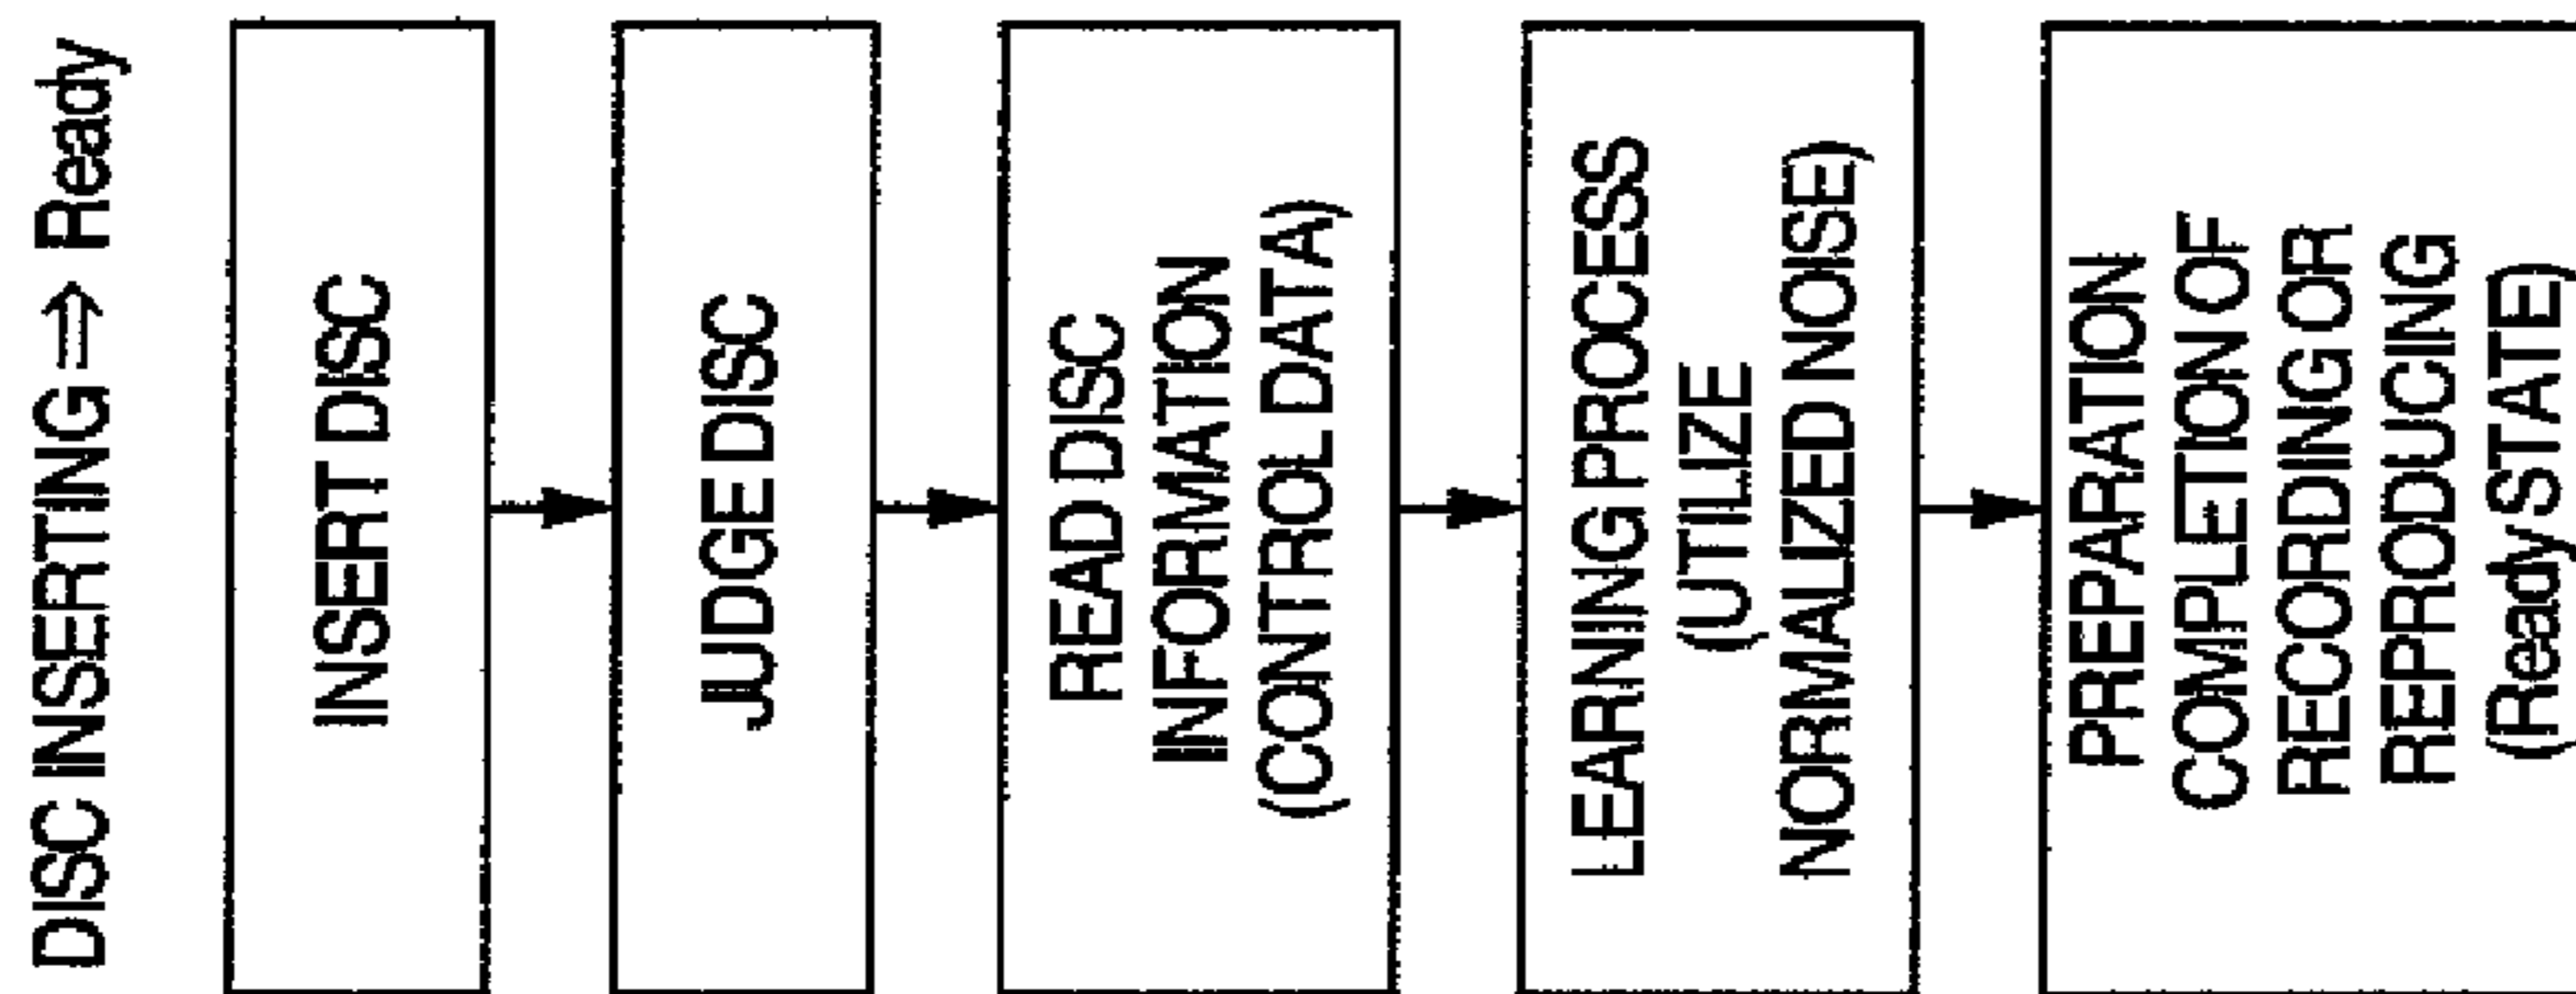 DISC INSERTING ⇒ Ready
INSERT DISC
JUDGE DISC
READ DISC
INFORMATION
(CONTROL DATA)
LEARNING PROCESS
(UTILIZE
NORMALIZED NOISE)
PREPARATION
COMPLETION OF
RECORDING OR
REPRODUCING
(Ready STATE)